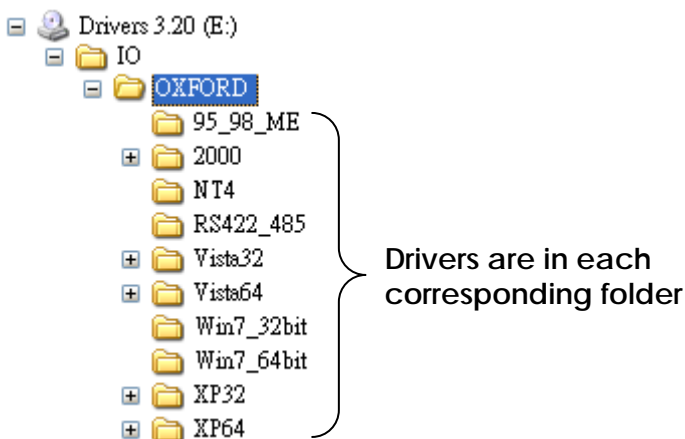 Drivers 3.20 (E:)
IO
OXFORD
95_98_ME
2000
NT4
RS422_485
Vista32
Vista64
Win7_32bit
Win7_64bit
XP32
XP64
Drivers are in each
corresponding folder